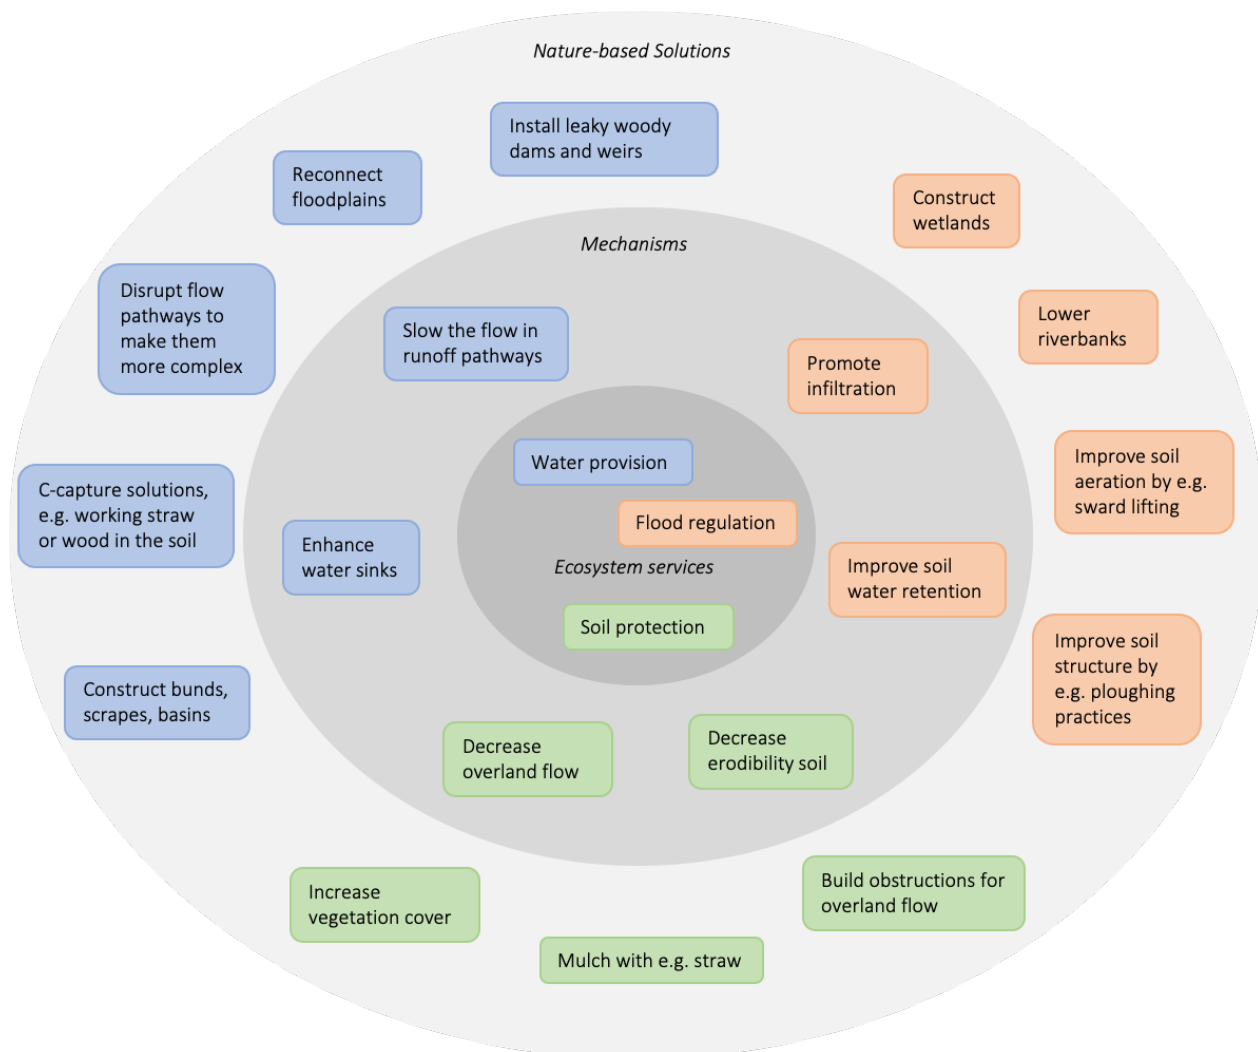 Nature-based Solutions
Install leaky woody
dams and weirs
Reconnect
floodplains
Construct
wetlands
Mechanisms
Disrupt flow
pathways to
make them
more complex
Slow the flow in
runoff pathways
Lower
riverbanks
Promote
infiltration
Water provision
Improve soil
aeration by e.g.
sward lifting
C-capture solutions,
e.g. working straw
or wood in the soil
Flood regulation
Enhance
water sinks
Ecosystem services
Improve soil
water retention
Soil protection
Improve soil
structure by
e.g. ploughing
practices
Construct bunds,
scrapes, basins
Decrease
overland flow
Decrease
erodibility soil
Increase
vegetation cover
Build obstructions for
overland flow
Mulch with e.g. straw